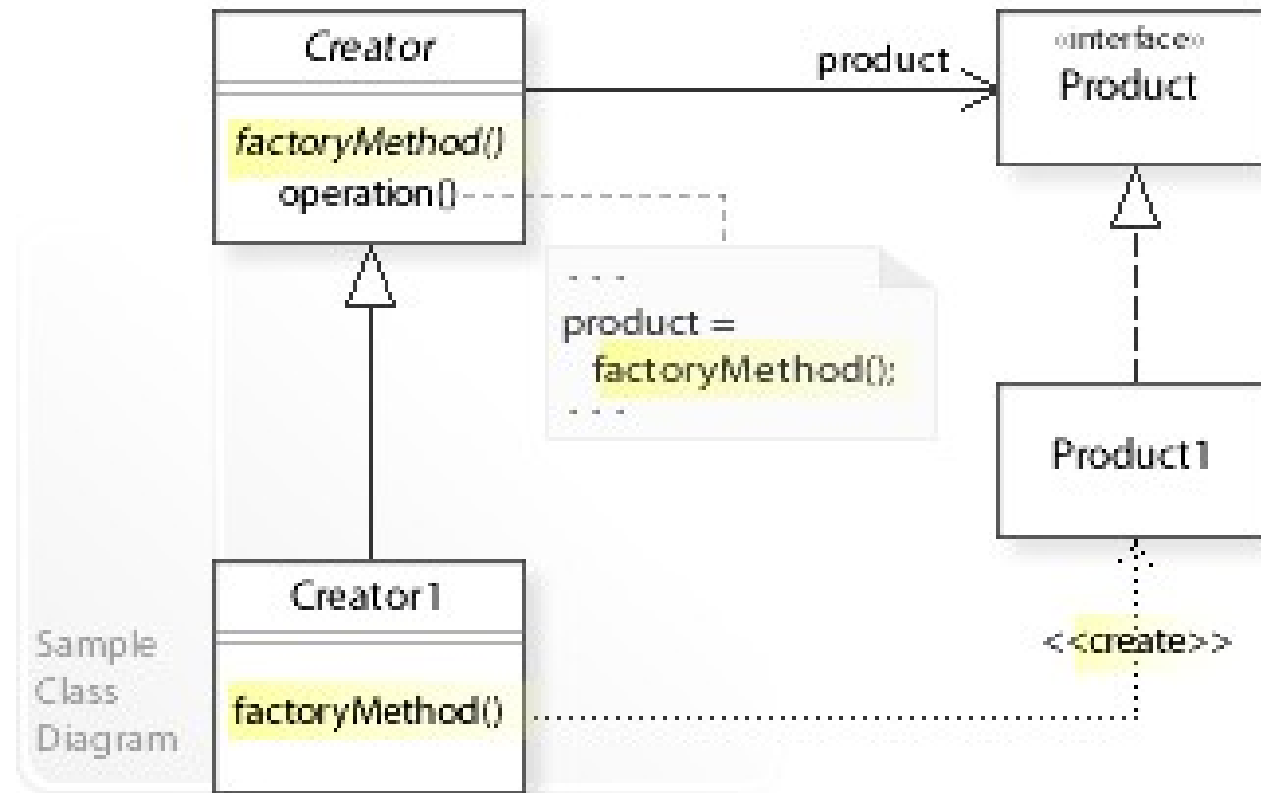 Creator
factoryMethod()
operation()
product
«interface»
Product
- - -
product =
factoryMethod();
- - -
Product1
Creator1
factoryMethod()
<<create>>
Sample
Class
Diagram